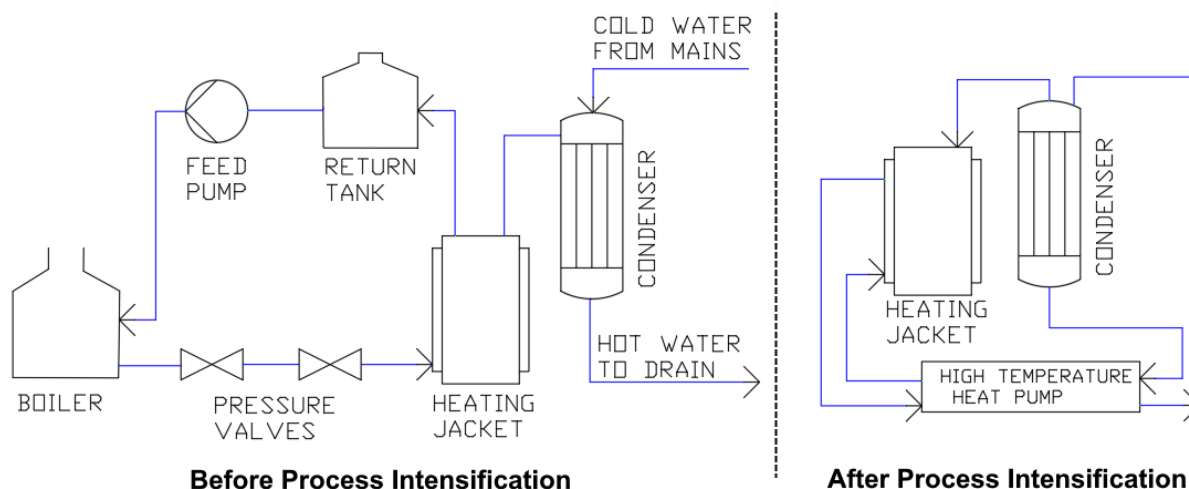 COLD WATER
FROM MAINS
FEED
PUMP
RETURN
TANK
CONDENSER
BOILER
PRESSURE
VALVES
HEATING
JACKET
HOT WATER
TO DRAIN
Before Process Intensification
CONDENSER
HEATING
JACKET
HIGH TEMPERATURE
HEAT PUMP
After Process Intensification